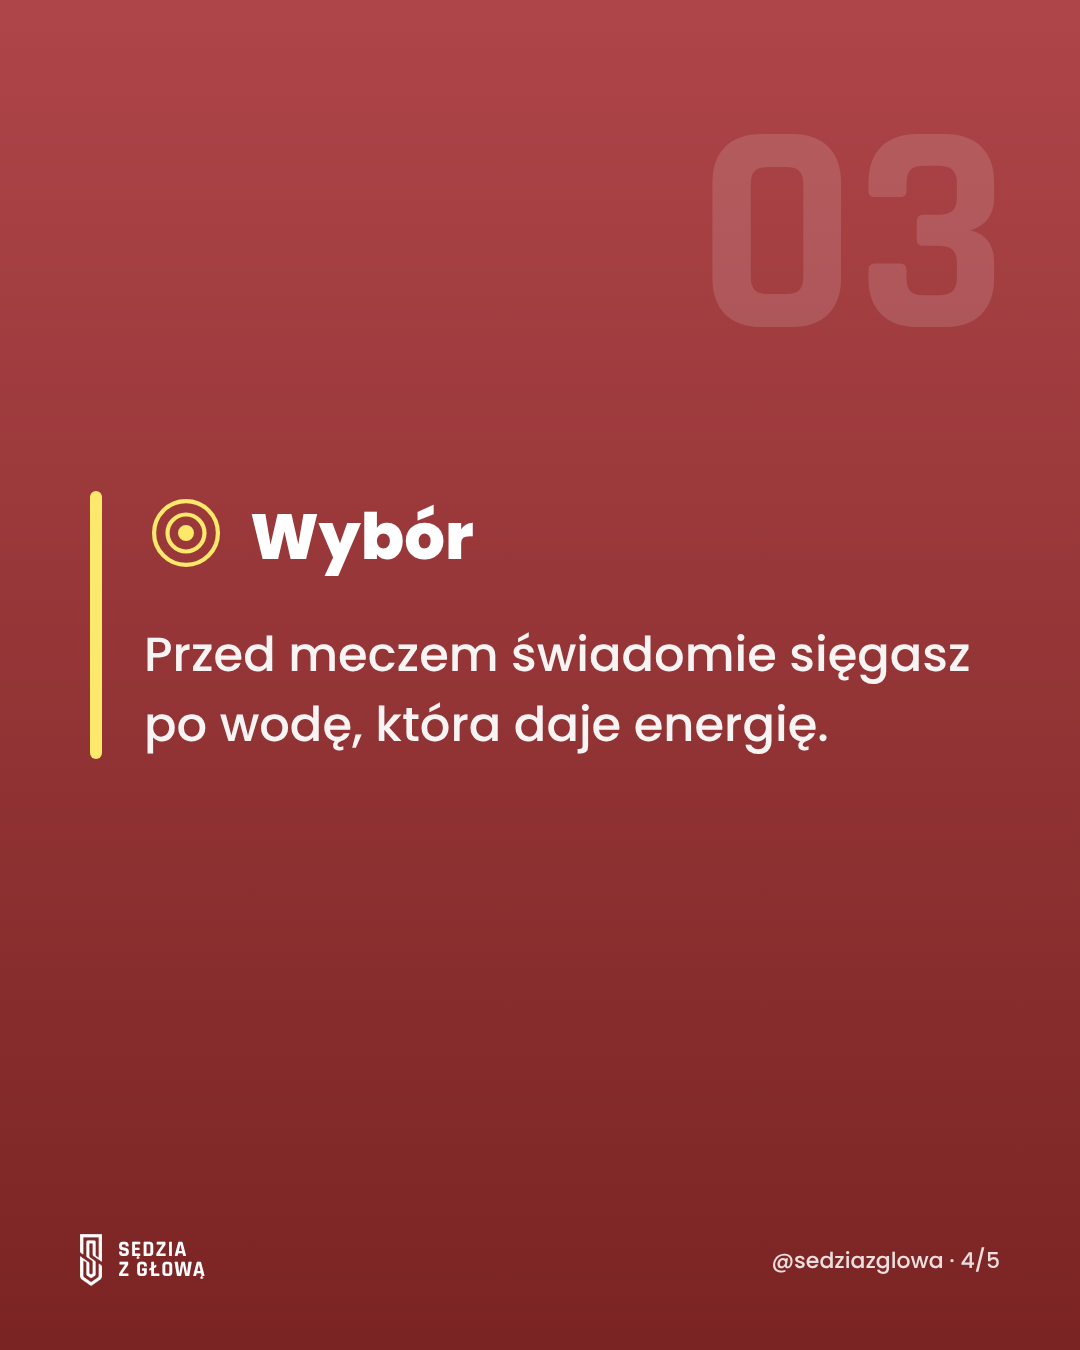 03
Wybór
Przed meczem świadomie sięgasz
po wodę, która daje energię.
SĘDZIA
Z GŁOWĄ
@sedziazglowa · 4/5